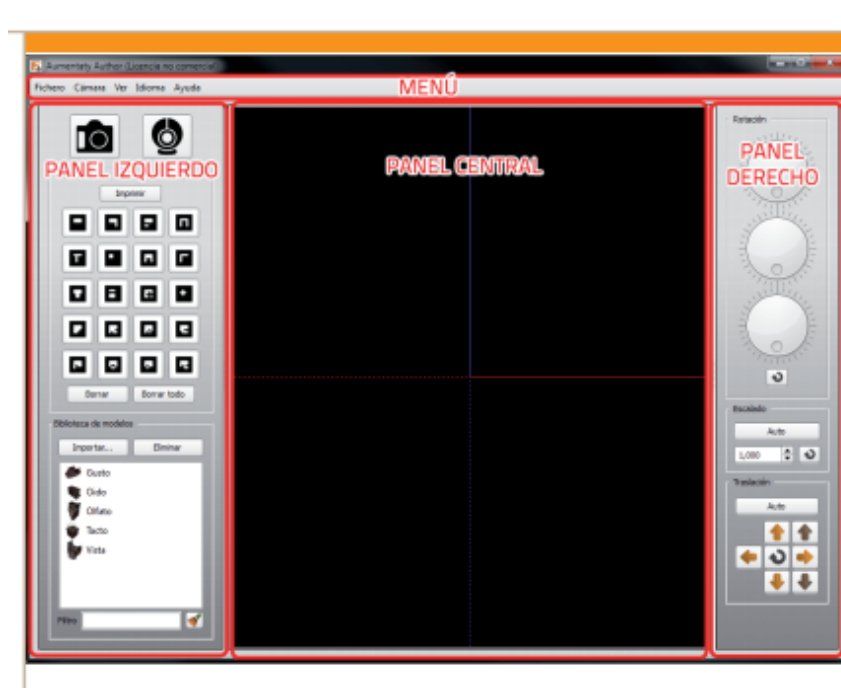 Aumentaty Author (Licencia no comercial)
Fichero Cámara Ver Idioma Ayuda
MENÚ
PANEL IZQUIERDO
Imprimir
Borrar Borrar todo
Biblioteca de modelos
Importar... Eliminar
Gusto
Oido
Olfato
Tacto
Vista
Filtro
PANEL CENTRAL
Rotación
PANEL
DERECHO
Escalado
Auto
1,000
Traslación
Auto